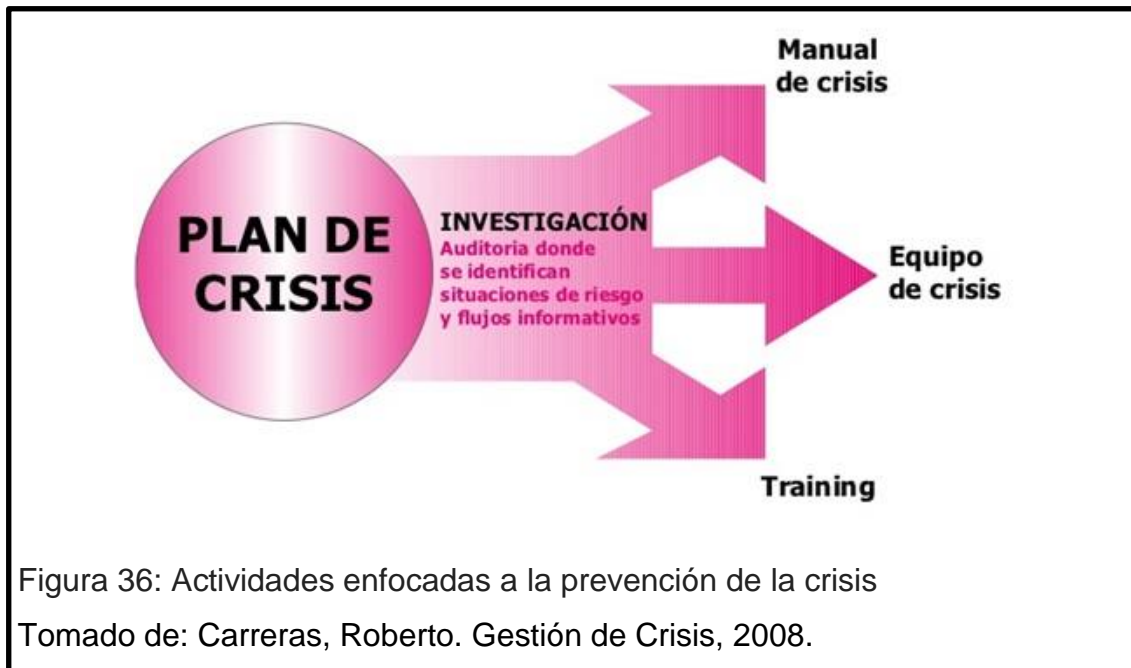 PLAN DE
CRISIS
INVESTIGACIÓN
Auditoria donde
se identifican
situaciones de riesgo
y flujos informativos
Manual
de crisis
Equipo
de crisis
Training
Figura 36: Actividades enfocadas a la prevención de la crisis
Tomado de: Carreras, Roberto. Gestión de Crisis, 2008.